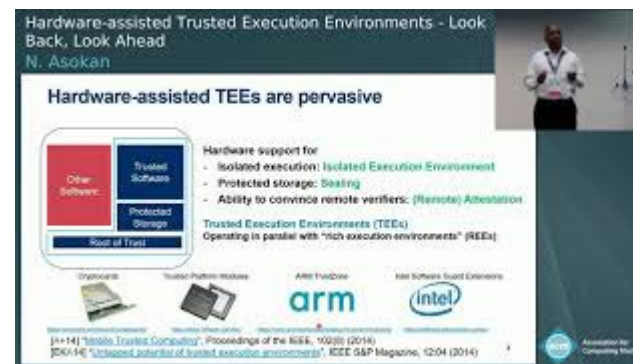 Hardware-assisted Trusted Execution Environments - Look
Back, Look Ahead
N. Asokan
Hardware-assisted TEEs are pervasive
Other
Software
Trusted
Software
Protected
Storage
Root of Trust
Hardware support for
- Isolated execution: Isolated Execution Environment
- Protected storage: Sealing
- Ability to convince remote verifiers: (Remote) Attestation
Trusted Execution Environments (TEEs)
Operating in parallel with "rich execution environments" (REEs)
Cryptocards
Trusted Platform Modules
ARM TrustZone
Intel Software Guard Extensions
arm
intel
[A+14] "Mobile Trusted Computing", Proceedings of the IEEE, 102(8) (2014)
[EKA14] "Untapped potential of trusted execution environments", IEEE S&P Magazine, 12:04 (2014)
acm
Association for
Computing